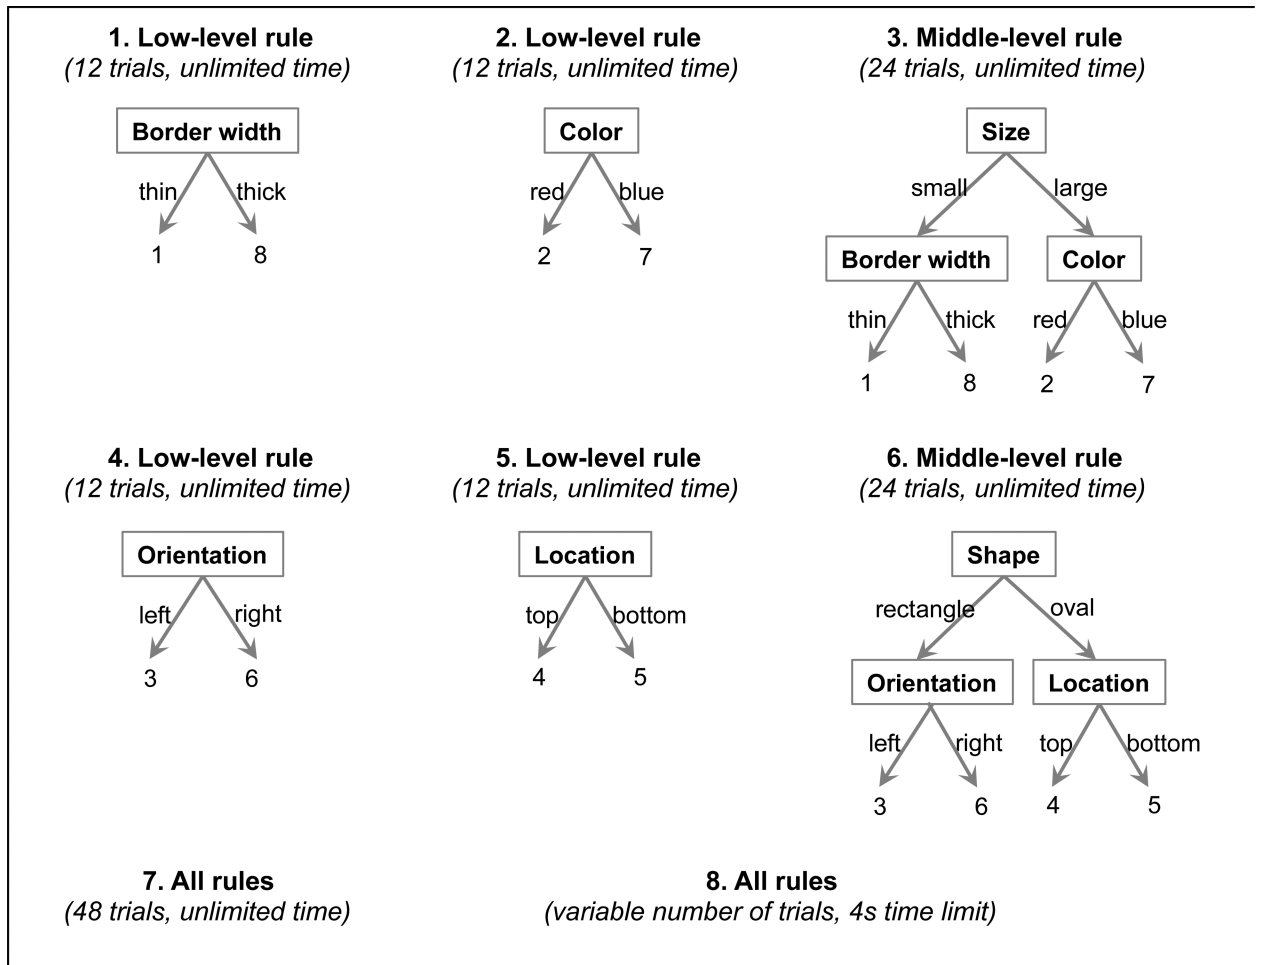 1. Low-level rule
(12 trials, unlimited time)
Border width
thin
thick
1
8
2. Low-level rule
(12 trials, unlimited time)
Color
red
blue
2
7
3. Middle-level rule
(24 trials, unlimited time)
Size
small
large
Border width
Color
thin
thick
red
blue
1
8
2
7
4. Low-level rule
(12 trials, unlimited time)
Orientation
left
right
3
6
5. Low-level rule
(12 trials, unlimited time)
Location
top
bottom
4
5
6. Middle-level rule
(24 trials, unlimited time)
Shape
rectangle
oval
Orientation
Location
left
right
top
bottom
3
6
4
5
7. All rules
(48 trials, unlimited time)
8. All rules
(variable number of trials, 4s time limit)